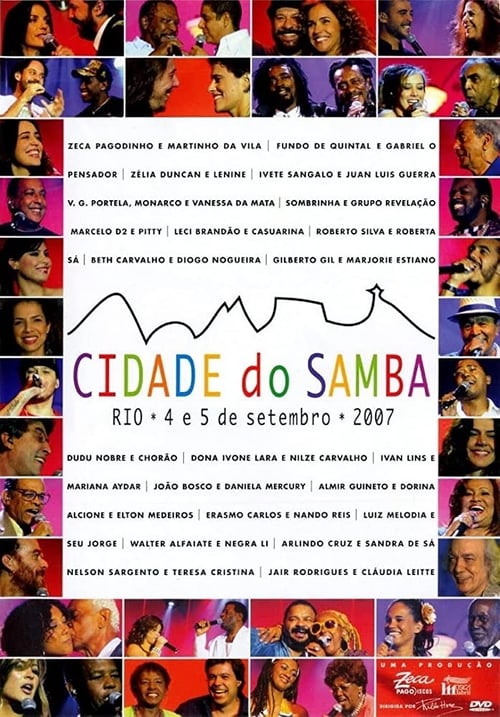 ZECA PAGODINHO E MARTINHO DA VILA | FUNDO DE QUINTAL E GABRIEL O
PENSADOR | ZÉLIA DUNCAN E LENINE | IVETE SANGALO E JUAN LUIS GUERRA
V. G. PORTELA, MONARCO E VANESSA DA MATA | SOMBRINHA E GRUPO REVELAÇÃO
MARCELO D2 E PITTY | LECI BRANDÃO E CASUARINA | ROBERTO SILVA E ROBERTA
SÁ | BETH CARVALHO E DIOGO NOGUEIRA | GILBERTO GIL E MARJORIE ESTIANO
CIDADE do SAMBA
RIO * 4 e 5 de setembro * 2007
DUDU NOBRE E CHORÃO | DONA IVONE LARA E NILZE CARVALHO | IVAN LINS E
MARIANA AYDAR | JOÃO BOSCO E DANIELA MERCURY | ALMIR GUINETO E DORINA
ALCIONE E ELTON MEDEIROS | ERASMO CARLOS E NANDO REIS | LUIZ MELODIA E
SEU JORGE | WALTER ALFAIATE E NEGRA LI | ARLINDO CRUZ E SANDRA DE SÁ
NELSON SARGENTO E TERESA CRISTINA | JAIR RODRIGUES E CLÁUDIA LEITTE
UMA PRODUÇÃO
ZECA
PAGODISCOS
DIRIGIDA POR
DVD